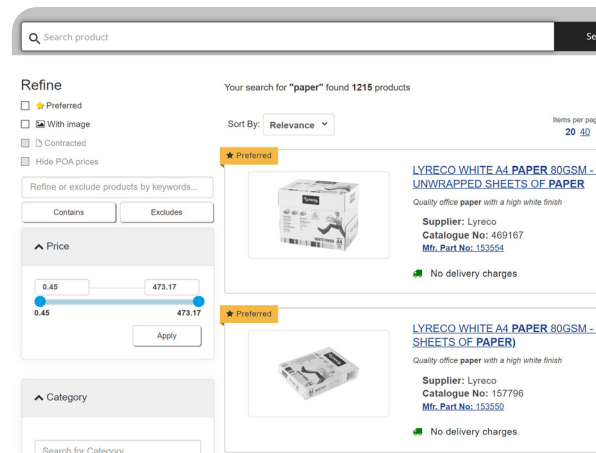 Search product
Se
Refine
Preferred
With image
Contracted
Hide POA prices
Refine or exclude products by keywords...
Contains Excludes
Price
0.45 473.17
0.45 473.17
Apply
Category
Search for Category
Your search for "paper" found 1215 products
Sort By: Relevance
Items per pag
20 40
Preferred
LYRECO WHITE A4 PAPER 80GSM -
UNWRAPPED SHEETS OF PAPER
Quality office paper with a high white finish
Supplier: Lyreco
Catalogue No: 469167
Mfr. Part No: 153554
No delivery charges
Preferred
LYRECO WHITE A4 PAPER 80GSM -
SHEETS OF PAPER)
Quality office paper with a high white finish
Supplier: Lyreco
Catalogue No: 157796
Mfr. Part No: 153550
No delivery charges